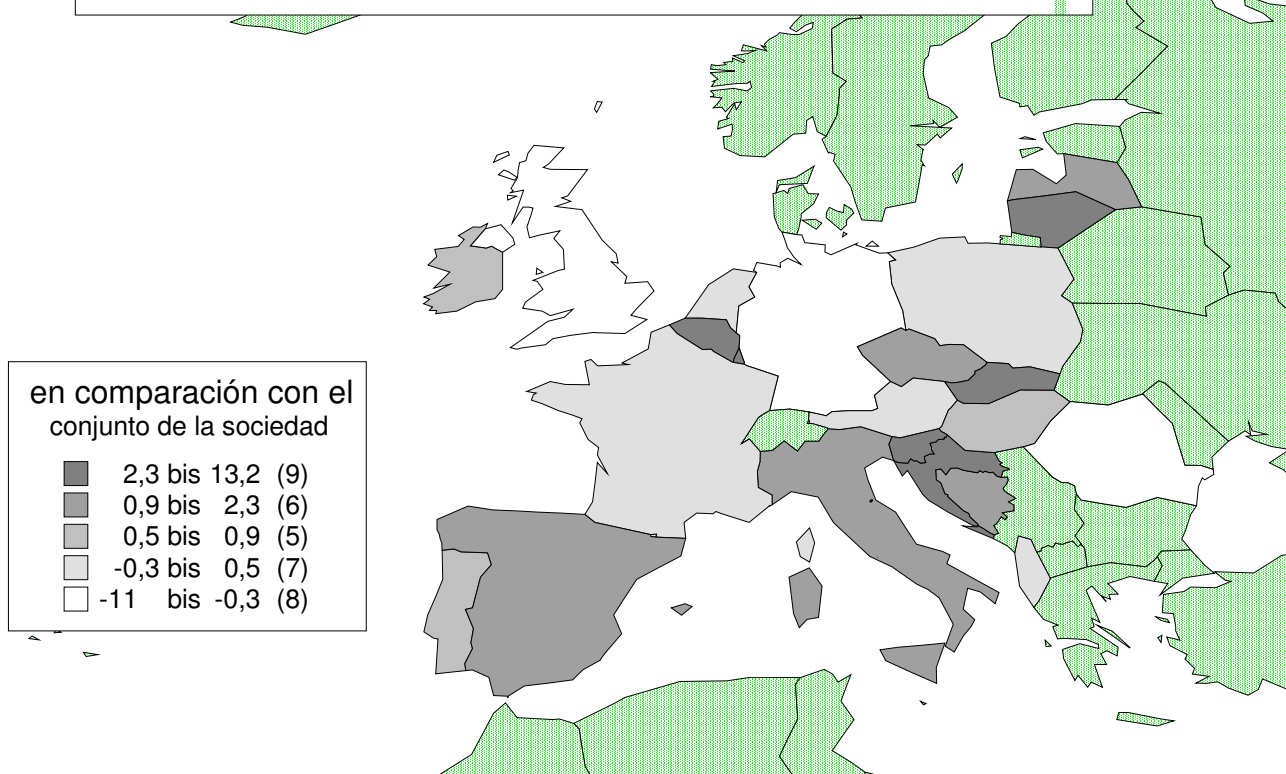 en comparación con el
conjunto de la sociedad
2,3 bis 13,2 (9)
0,9 bis 2,3 (6)
0,5 bis 0,9 (5)
-0,3 bis 0,5 (7)
-11 bis -0,3 (8)